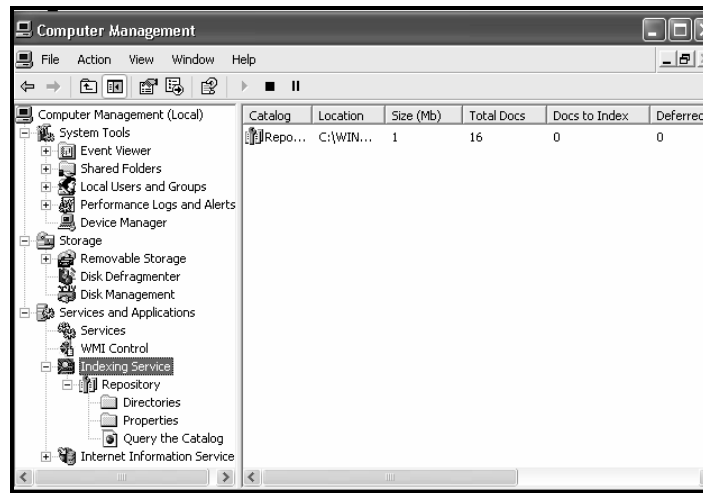 Computer Management
File Action View Window Help
Computer Management (Local)
System Tools
Event Viewer
Shared Folders
Local Users and Groups
Performance Logs and Alerts
Device Manager
Storage
Removable Storage
Disk Defragmenter
Disk Management
Services and Applications
Services
WMI Control
Indexing Service
Repository
Directories
Properties
Query the Catalog
Internet Information Service
Catalog Location Size (Mb) Total Docs Docs to Index Deferred
Repo... C:\WIN... 1 16 0 0